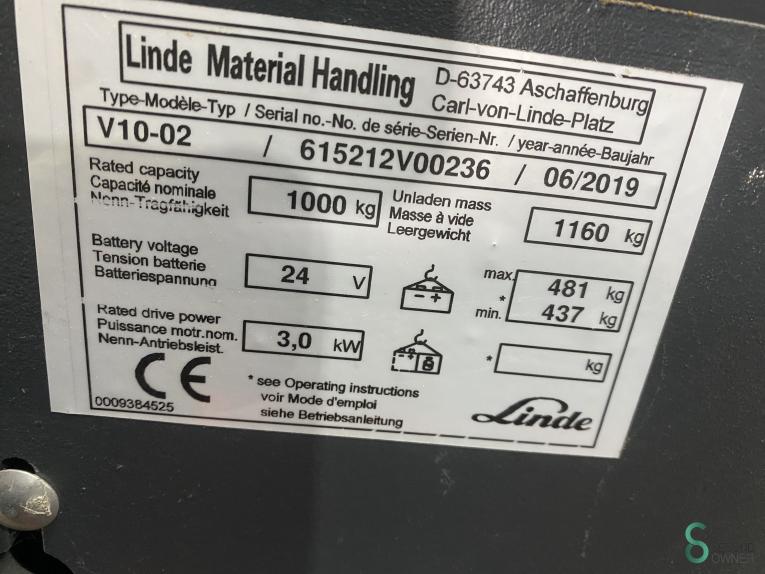 Linde Material Handling
D-63743 Aschaffenburg
Carl-von-Linde-Platz
Type-Modèle-Typ / Serial no.-No. de série-Serien-Nr. / year-année-Baujahr
V10-02 / 615212V00236 / 06/2019
Rated capacity
Capacité nominale
Nenn-Tragfähigkeit
1000 kg
Unladen mass
Masse à vide
Leergewicht
1160 kg
Battery voltage
Tension batterie
Batteriespannung
24 V
- +
max. 481 kg
*
min. 437 kg
Rated drive power
Puissance motr.nom.
Nenn-Antriebsleist.
3,0 kW
- +
* kg
CE
0009384525
* see Operating instructions
voir Mode d'emploi
siehe Betriebsanleitung
Linde
OWNER